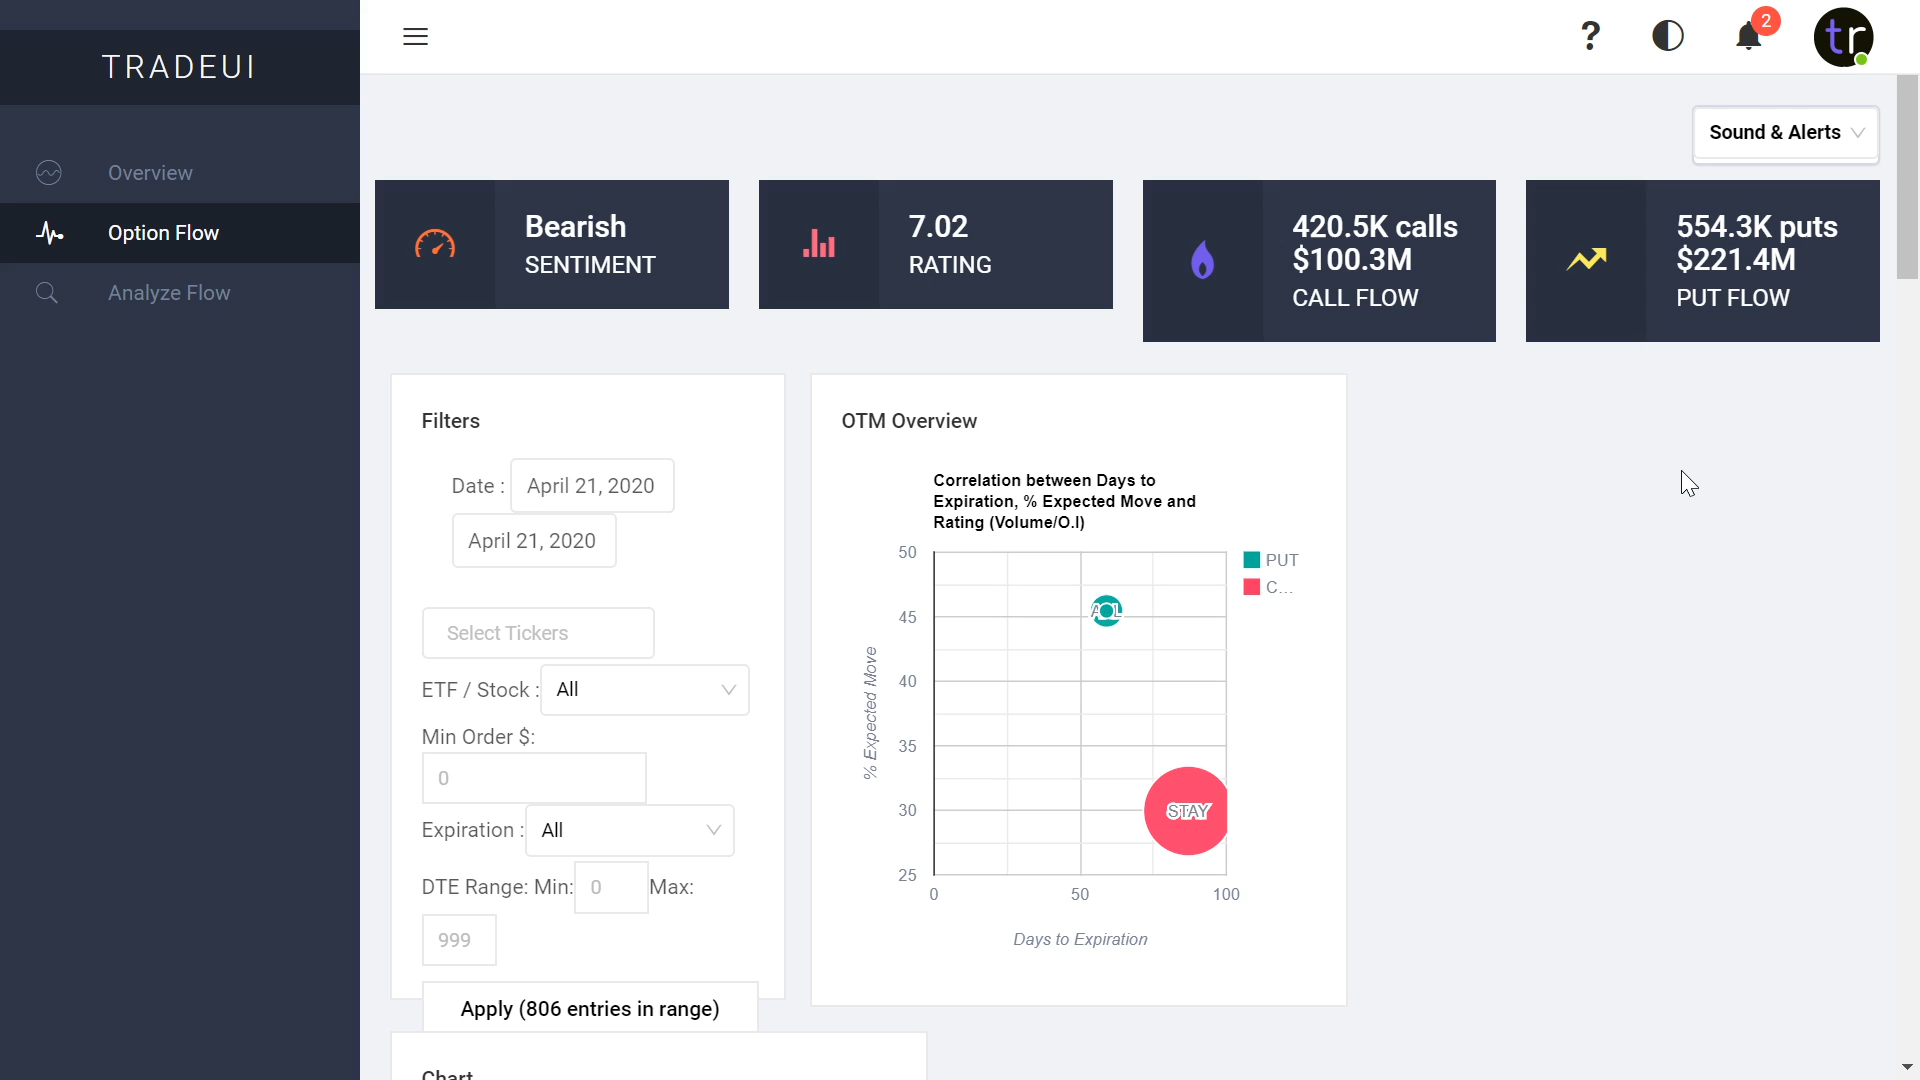 TRADEUI
Overview
Option Flow
Analyze Flow
?
2
tr
Sound & Alerts
Bearish
SENTIMENT
7.02
RATING
420.5K calls
$100.3M
CALL FLOW
554.3K puts
$221.4M
PUT FLOW
Filters
Date : April 21, 2020
April 21, 2020
Select Tickers
ETF / Stock : All
Min Order $:
0
Expiration : All
DTE Range: Min: 0 Max:
999
Apply (806 entries in range)
OTM Overview
Correlation between Days to
Expiration, % Expected Move and
Rating (Volume/O.I)
50
45
40
35
30
25
% Expected Move
PUT
C...
STAY
0 50 100
Days to Expiration
Chart